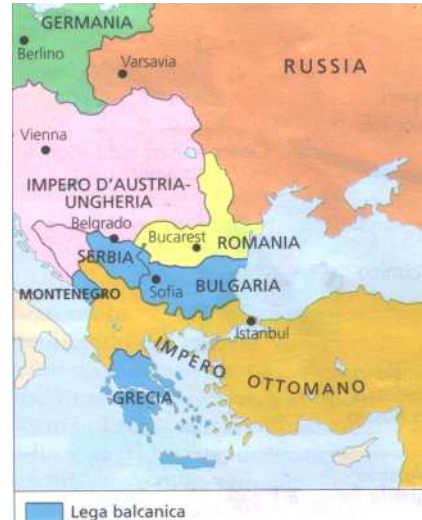 GERMANIA
Berlino
Varsavia
RUSSIA
Vienna
IMPERO D'AUSTRIA-
UNGHERIA
Belgrado
Bucarest
ROMANIA
SERBIA
MONTENEGRO
Sofia
BULGARIA
Istanbul
IMPERO OTTOMANO
GRECIA
Lega balcanica